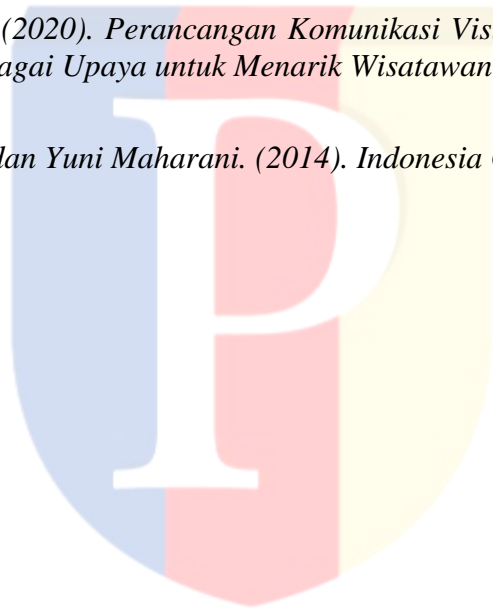 (2020). Perancangan Komunikasi Vis
agai Upaya untuk Menarik Wisatawan
dan Yuni Maharani. (2014). Indonesia
P